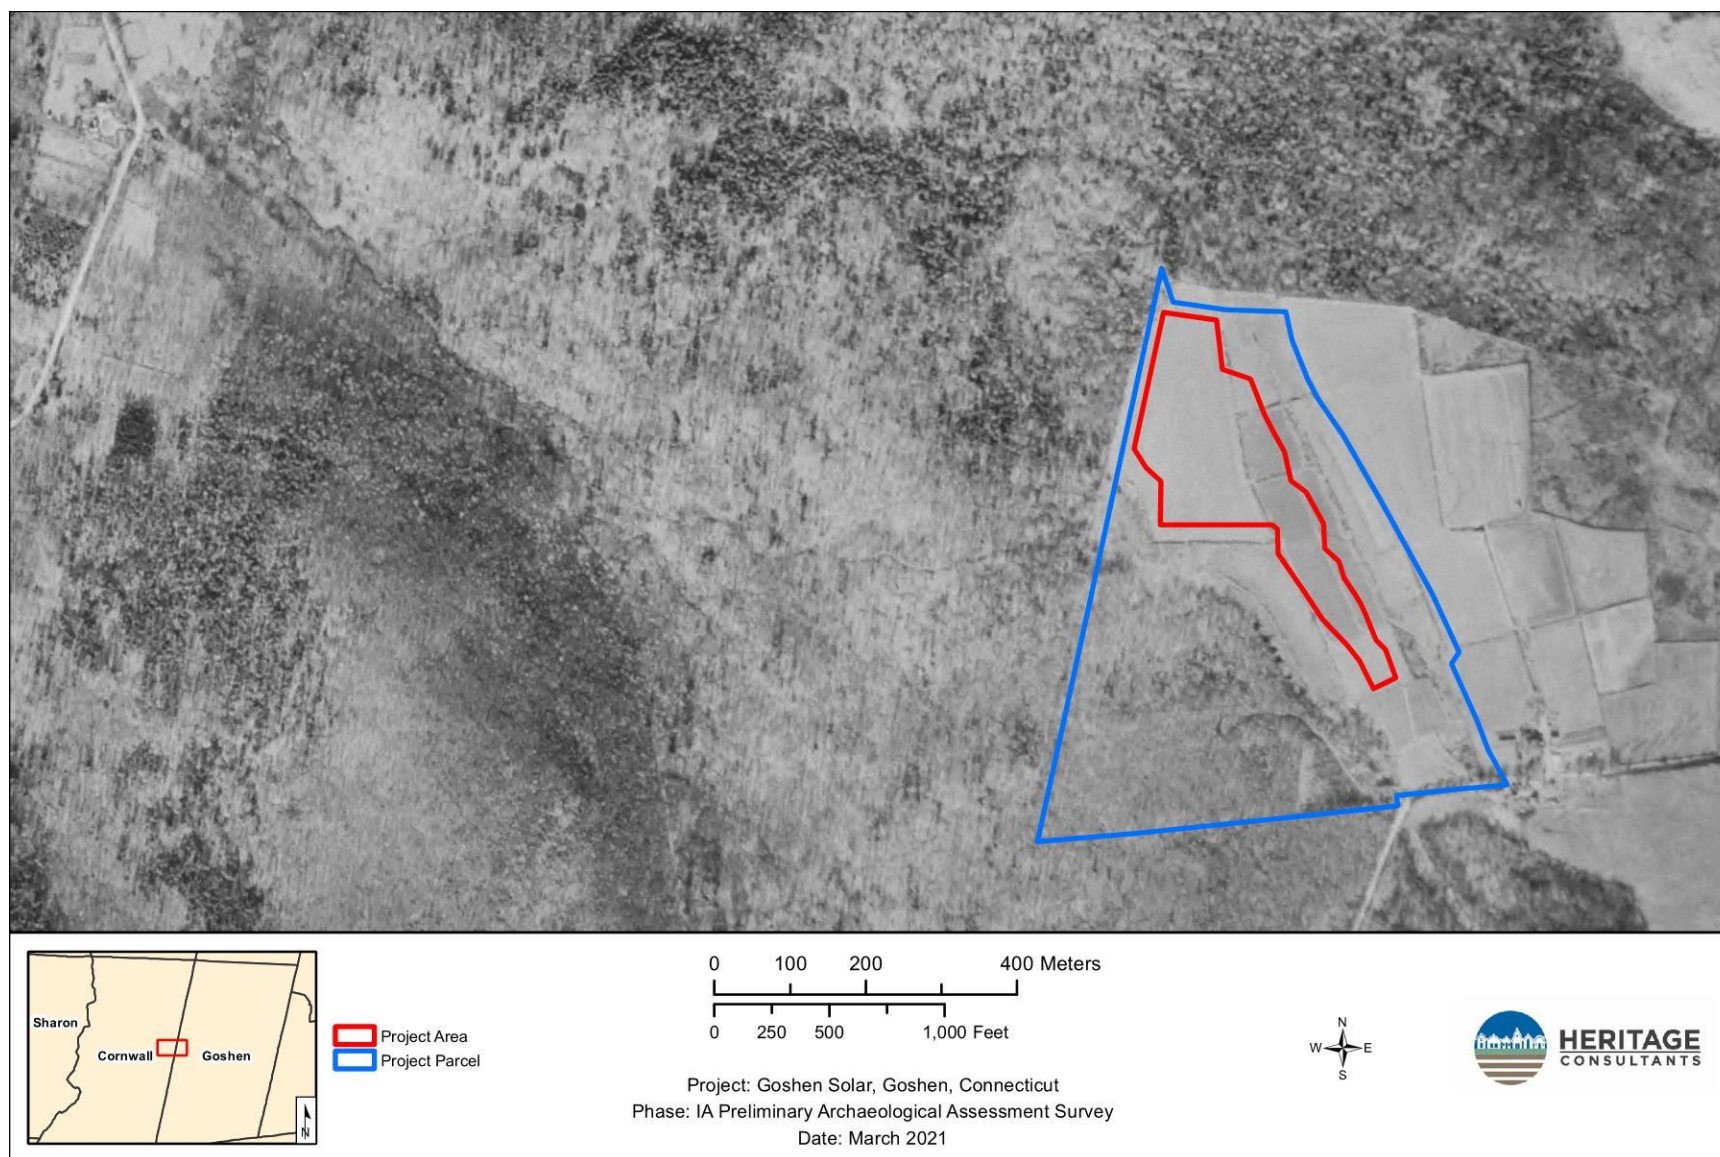 Sharon
Cornwall
Goshen
N
Project Area
Project Parcel
0 100 200 400 Meters
0 250 500 1,000 Feet
Project: Goshen Solar, Goshen, Connecticut
Phase: IA Preliminary Archaeological Assessment Survey
Date: March 2021
N
W E
S
HERITAGE
CONSULTANTS